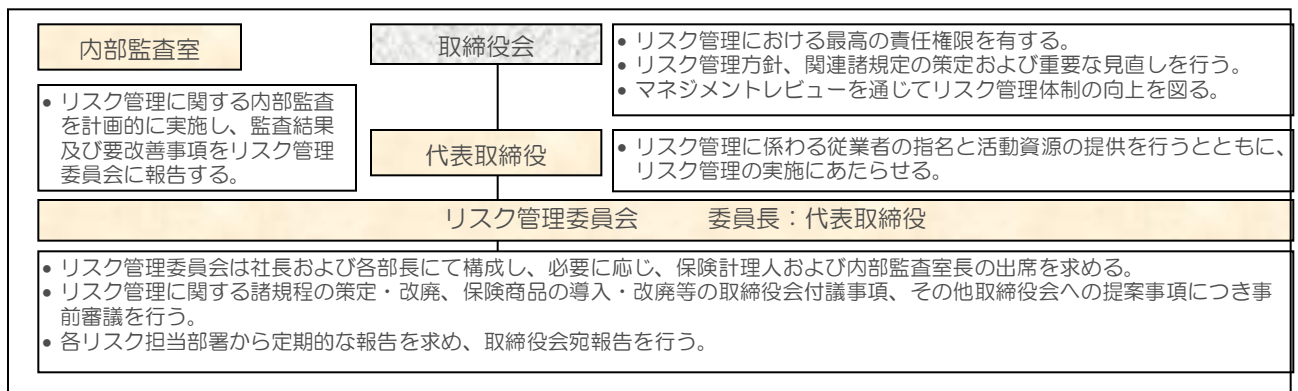 内部監査室
• リスク管理に関する内部監査
を計画的に実施し、監査結果
及び要改善事項をリスク管理
委員会に報告する。
取締役会
• リスク管理における最高の責任権限を有する。
• リスク管理方針、関連諸規定の策定および重要な見直しを行う。
• マネジメントレビューを通じてリスク管理体制の向上を図る。
代表取締役
• リスク管理に係わる従業者の指名と活動資源の提供を行うとともに、
リスク管理の実施にあたらせる。
リスク管理委員会　　委員長：代表取締役
• リスク管理委員会は社長および各部長にて構成し、必要に応じ、保険計理人および内部監査室長の出席を求める。
• リスク管理に関する諸規程の策定・改廃、保険商品の導入・改廃等の取締役会付議事項、その他取締役会への提案事項につき事
前審議を行う。
• 各リスク担当部署から定期的な報告を求め、取締役会宛報告を行う。